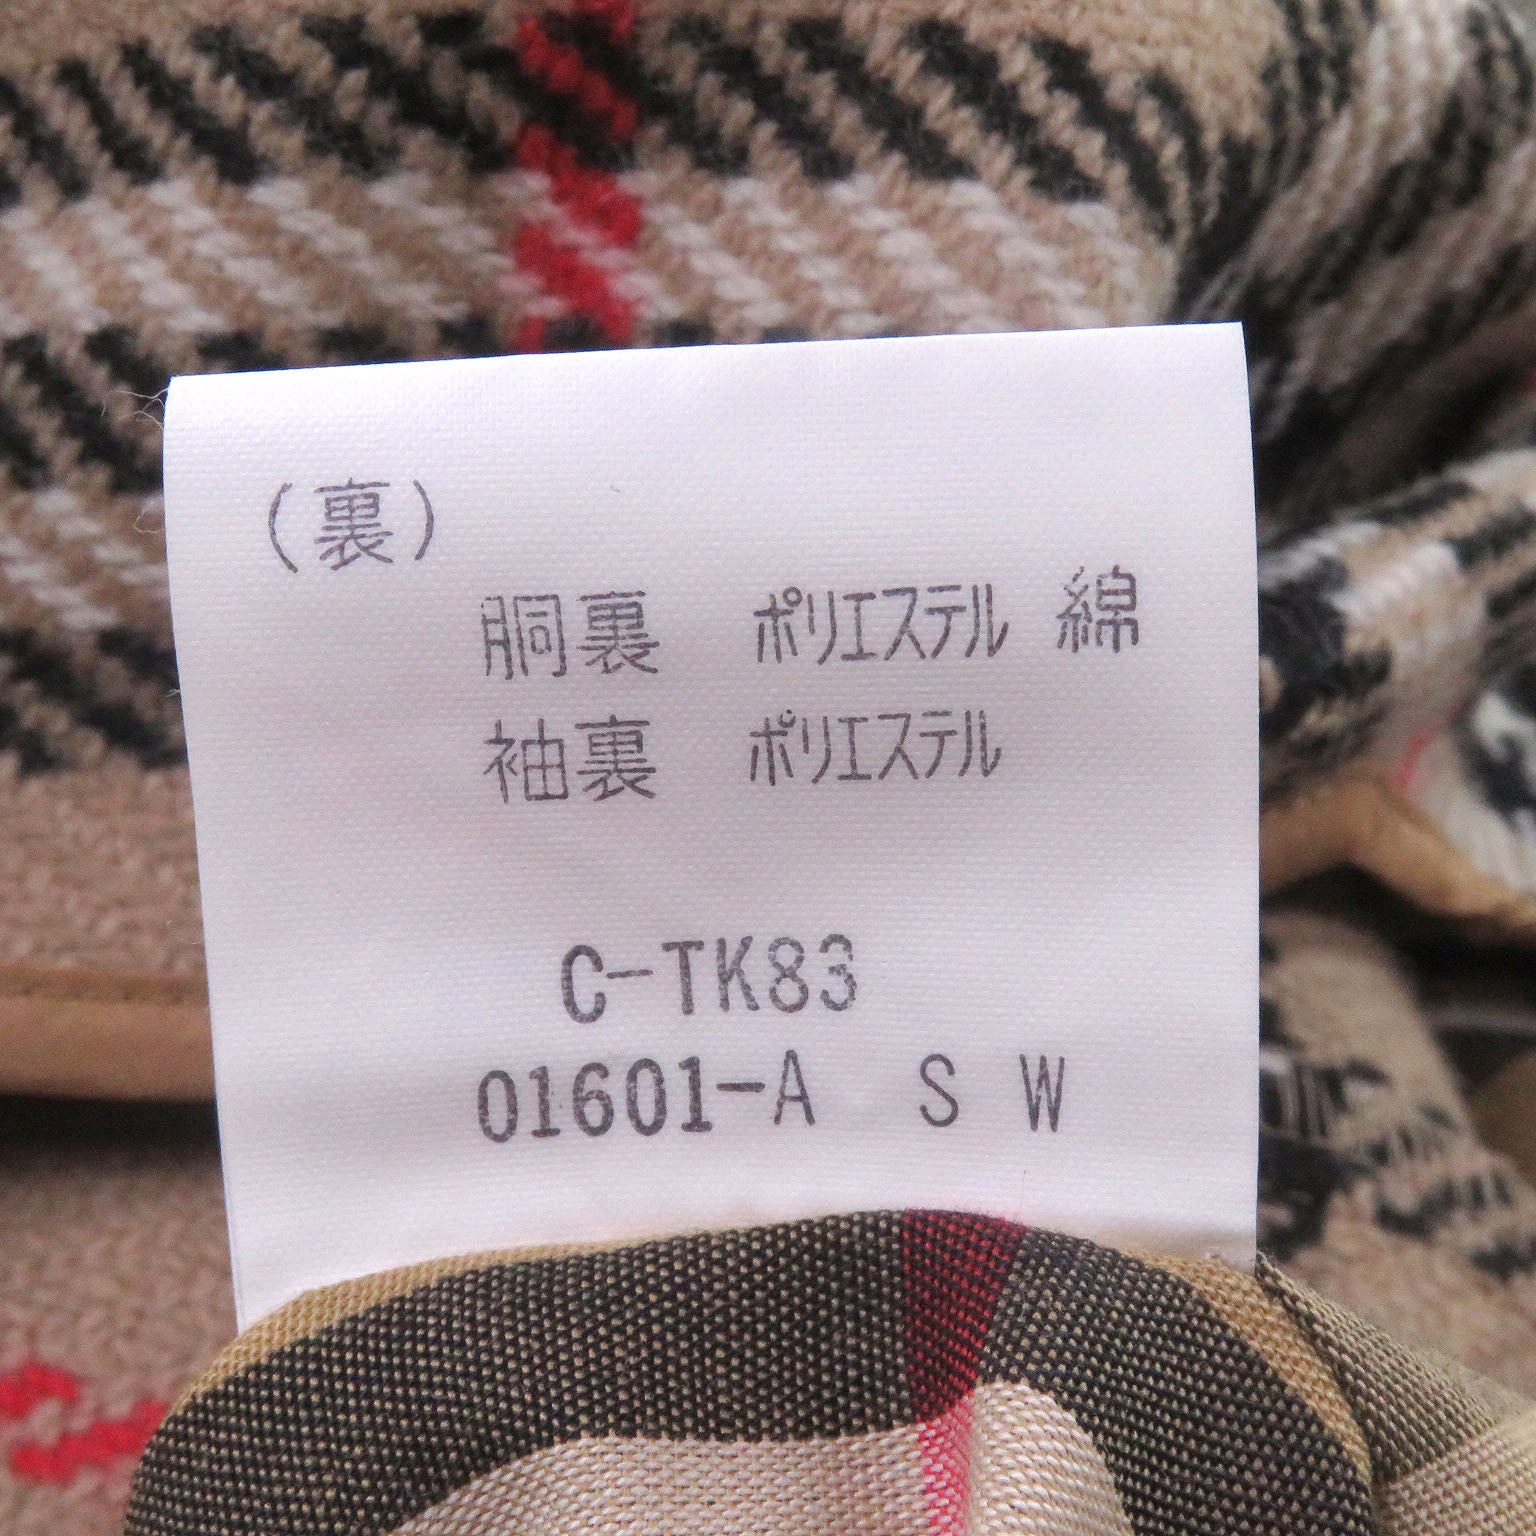 (裏)
胴裏 ポリエステル 綿
袖裏 ポリエステル
C-TK83
01601-A S W